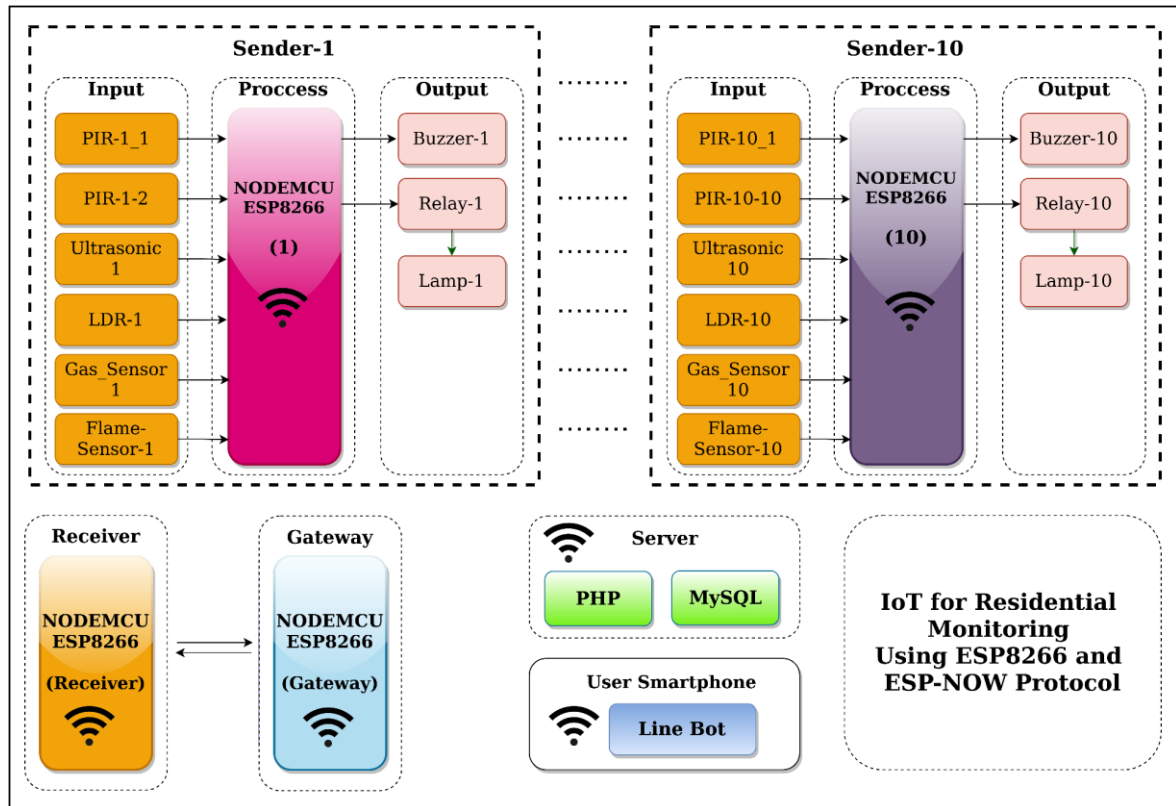 Sender-1
Input
Proccess
Output
PIR-1_1
PIR-1-2
Ultrasonic
1
LDR-1
Gas_Sensor
1
Flame-
Sensor-1
NODEMCU
ESP8266
(1)
Buzzer-1
Relay-1
Lamp-1
Sender-10
Input
Proccess
Output
PIR-10_1
PIR-10-10
Ultrasonic
10
LDR-10
Gas_Sensor
10
Flame-
Sensor-10
NODEMCU
ESP8266
(10)
Buzzer-10
Relay-10
Lamp-10
Receiver
NODEMCU
ESP8266
(Receiver)
Gateway
NODEMCU
ESP8266
(Gateway)
Server
PHP
MySQL
User Smartphone
Line Bot
IoT for Residential
Monitoring
Using ESP8266 and
ESP-NOW Protocol